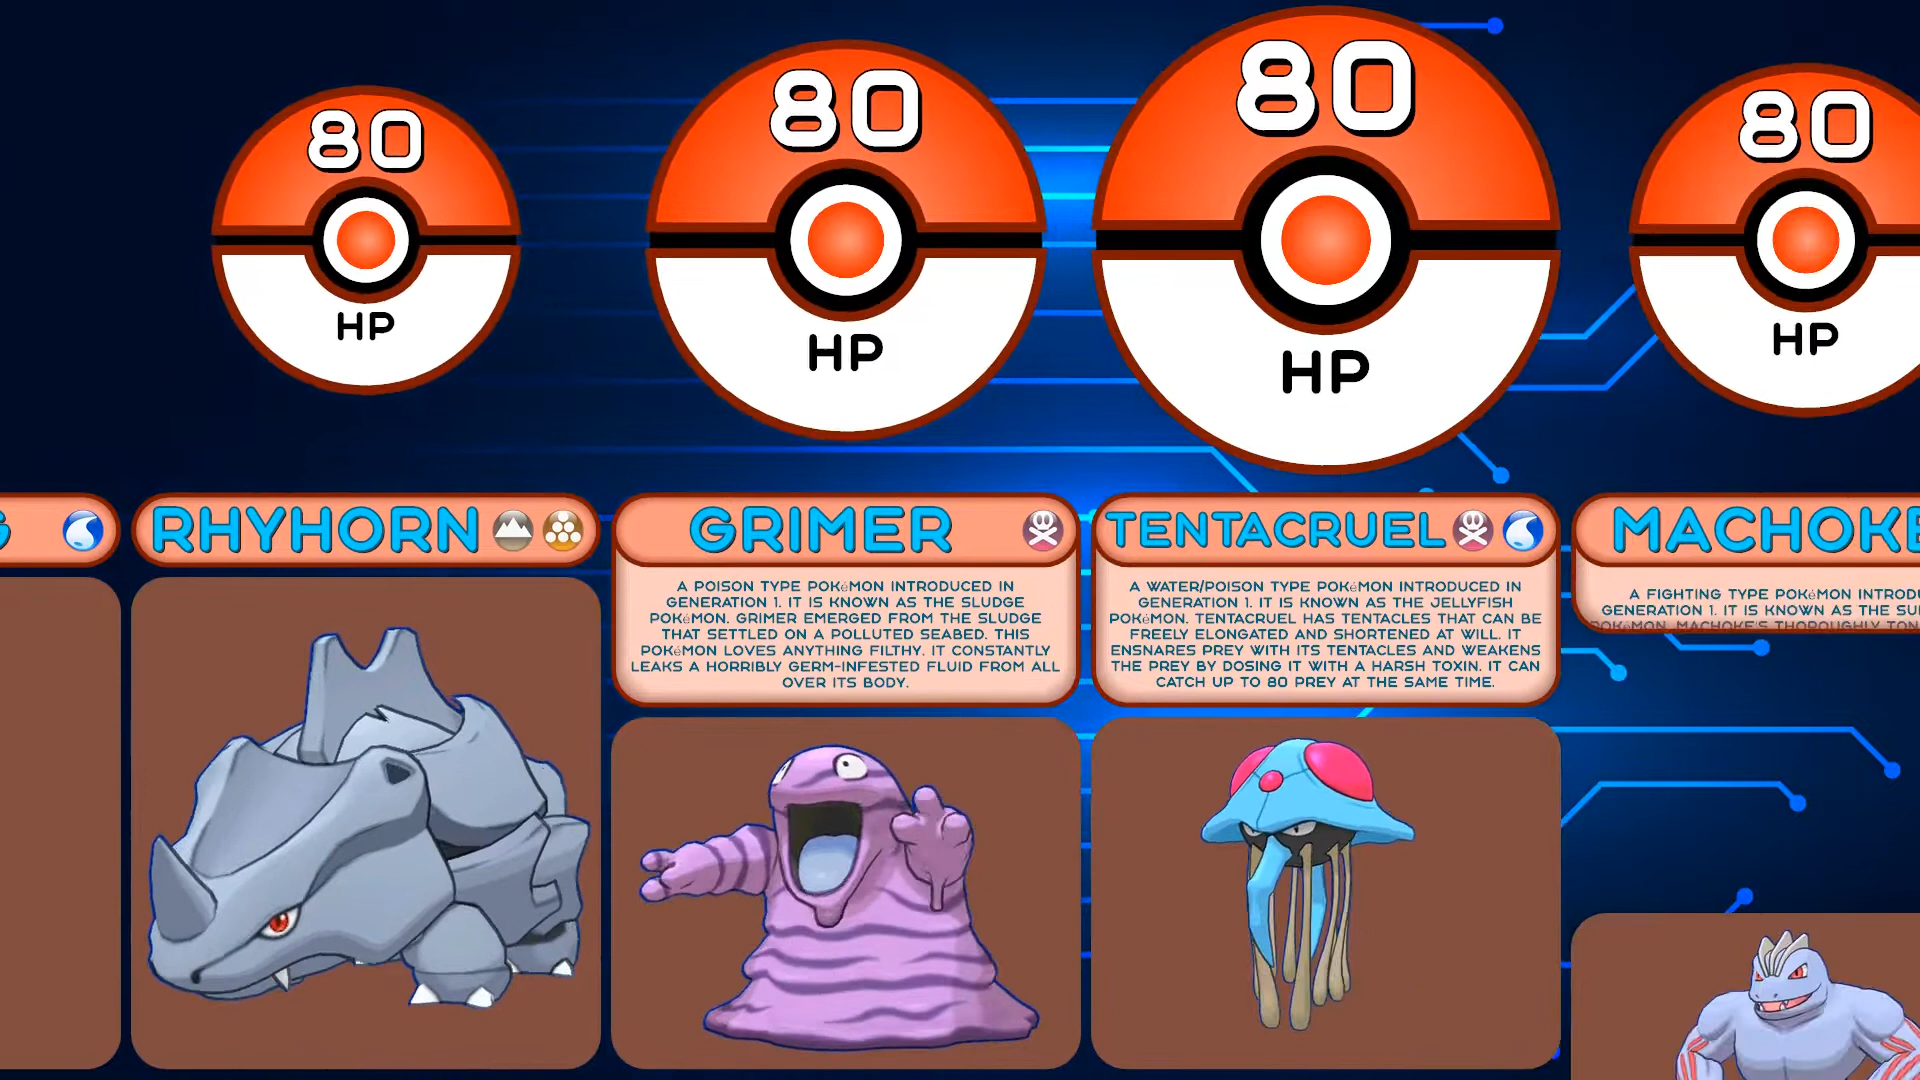 80
HP
80
HP
80
HP
80
HP
RHYHORN
GRIMER
A POISON TYPE POKéMON INTRODUCED IN
GENERATION 1. IT IS KNOWN AS THE SLUDGE
POKéMON. GRIMER EMERGED FROM THE SLUDGE
THAT SETTLED ON A POLLUTED SEABED. THIS
POKéMON LOVES ANYTHING FILTHY. IT CONSTANTLY
LEAKS A HORRIBLY GERM-INFESTED FLUID FROM ALL
OVER ITS BODY.
TENTACRUEL
A WATER/POISON TYPE POKéMON INTRODUCED IN
GENERATION 1. IT IS KNOWN AS THE JELLYFISH
POKéMON. TENTACRUEL HAS TENTACLES THAT CAN BE
FREELY ELONGATED AND SHORTENED AT WILL. IT
ENSNARES PREY WITH ITS TENTACLES AND WEAKENS
THE PREY BY DOSING IT WITH A HARSH TOXIN. IT CAN
CATCH UP TO 80 PREY AT THE SAME TIME.
MACHOKE
A FIGHTING TYPE POKéMON INTRODU
GENERATION 1. IT IS KNOWN AS THE SU
POKéMON. MACHOKE'S THOROUGHLY TON